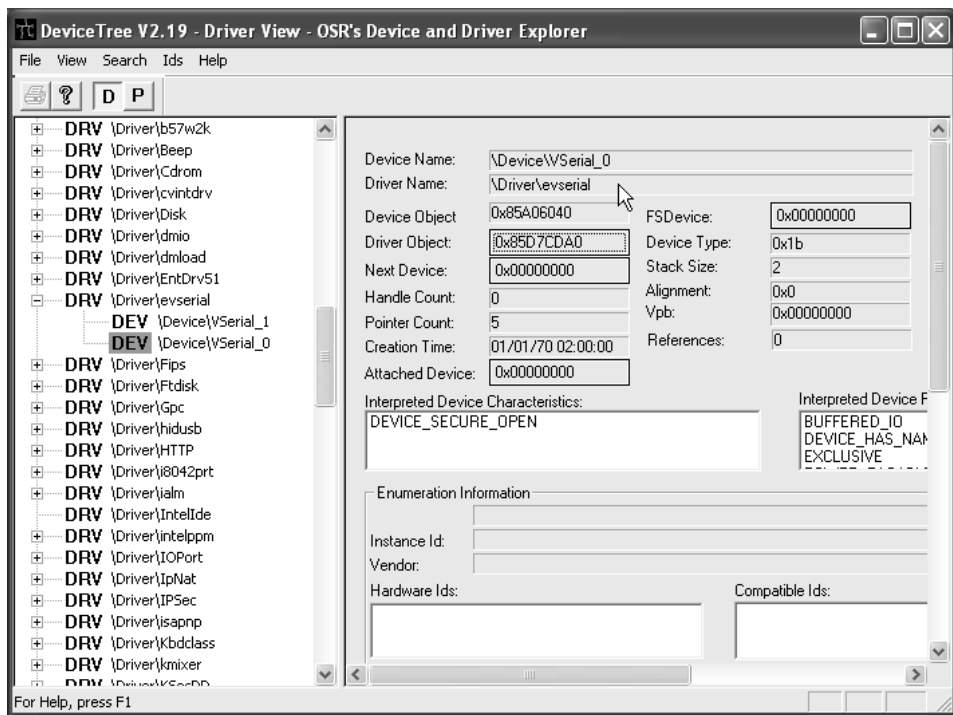 DeviceTree V2.19 - Driver View - OSR's Device and Driver Explorer
File View Search Ids Help
D P
DRV \Driver\b57w2k
DRV \Driver\Beep
DRV \Driver\Cdrom
DRV \Driver\cvintdrv
DRV \Driver\Disk
DRV \Driver\dmio
DRV \Driver\dmload
DRV \Driver\EntDrv51
DRV \Driver\evserial
DEV \Device\VSerial_1
DEV \Device\VSerial_0
DRV \Driver\Fips
DRV \Driver\Ftdisk
DRV \Driver\Gpc
DRV \Driver\hidusb
DRV \Driver\HTTP
DRV \Driver\i8042prt
DRV \Driver\ialm
DRV \Driver\IntelIde
DRV \Driver\intelppm
DRV \Driver\IOPort
DRV \Driver\IpNat
DRV \Driver\IPSec
DRV \Driver\isapnp
DRV \Driver\Kbdclass
DRV \Driver\kmixer
Device Name: \Device\VSerial_0
Driver Name: \Driver\evserial
Device Object 0x85A06040 FSDevice: 0x00000000
Driver Object: 0x85D7CDA0 Device Type: 0x1b
Next Device: 0x00000000 Stack Size: 2
Handle Count: 0 Alignment: 0x0
Pointer Count: 5 Vpb: 0x00000000
Creation Time: 01/01/70 02:00:00 References: 0
Attached Device: 0x00000000
Interpreted Device Characteristics: Interpreted Device F
DEVICE_SECURE_OPEN
BUFFERED_IO
DEVICE_HAS_NAM
EXCLUSIVE
Enumeration Information
Instance Id:
Vendor:
Hardware Ids: Compatible Ids:
For Help, press F1